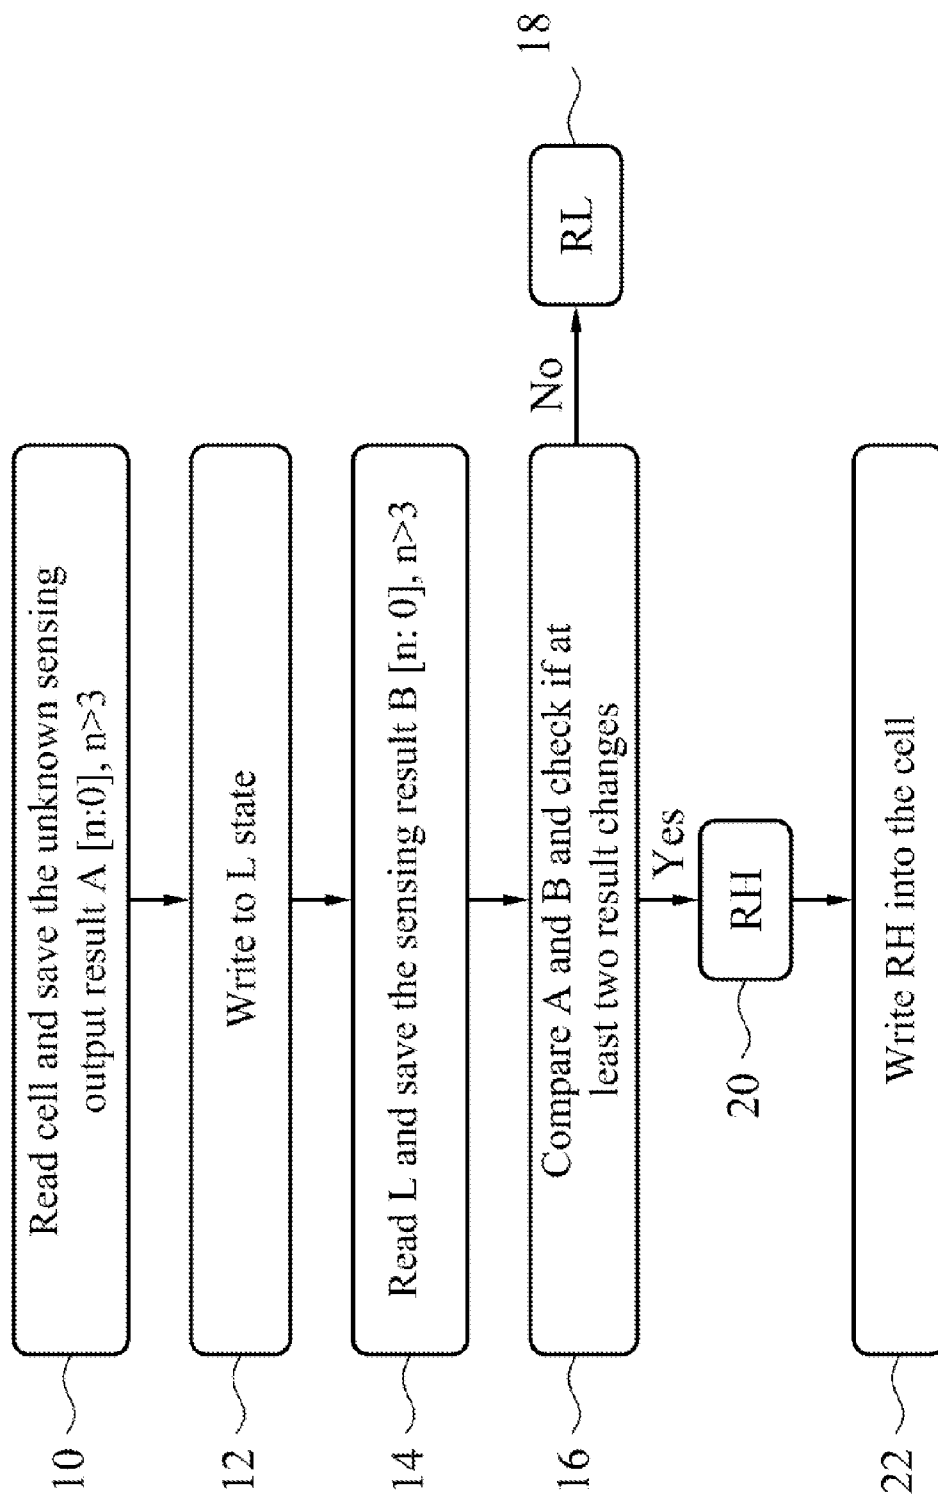 10
Read cell and save the unknown sensing
output result A [n:0], n>3
12
Write to L state
14
Read L and save the sensing result B [n: 0], n>3
16
Compare A and B and check if at
least two result changes
No
RL
18
Yes
20
RH
22
Write RH into the cell